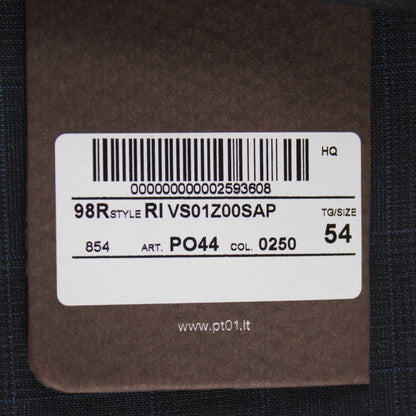 HQ
000000000002593608
98R STYLE RI VS01Z00SAP TG/SIZE
854 ART. PO44 COL. 0250 54
www.pt01.it